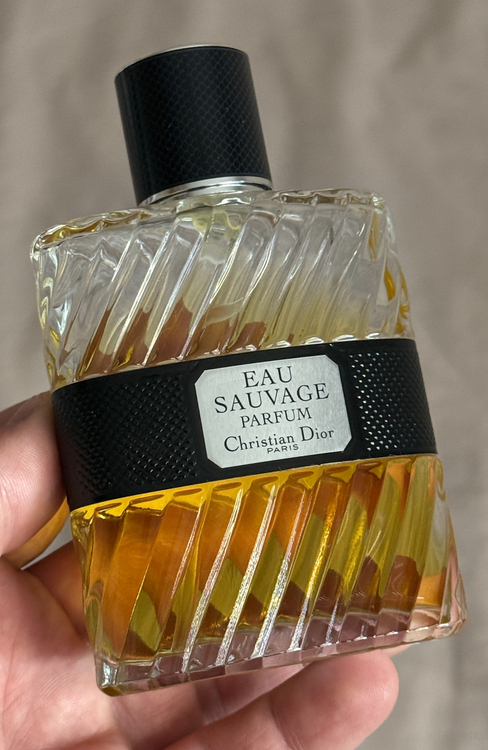 EAU
SAUVAGE
PARFUM
Christian Dior
PARIS